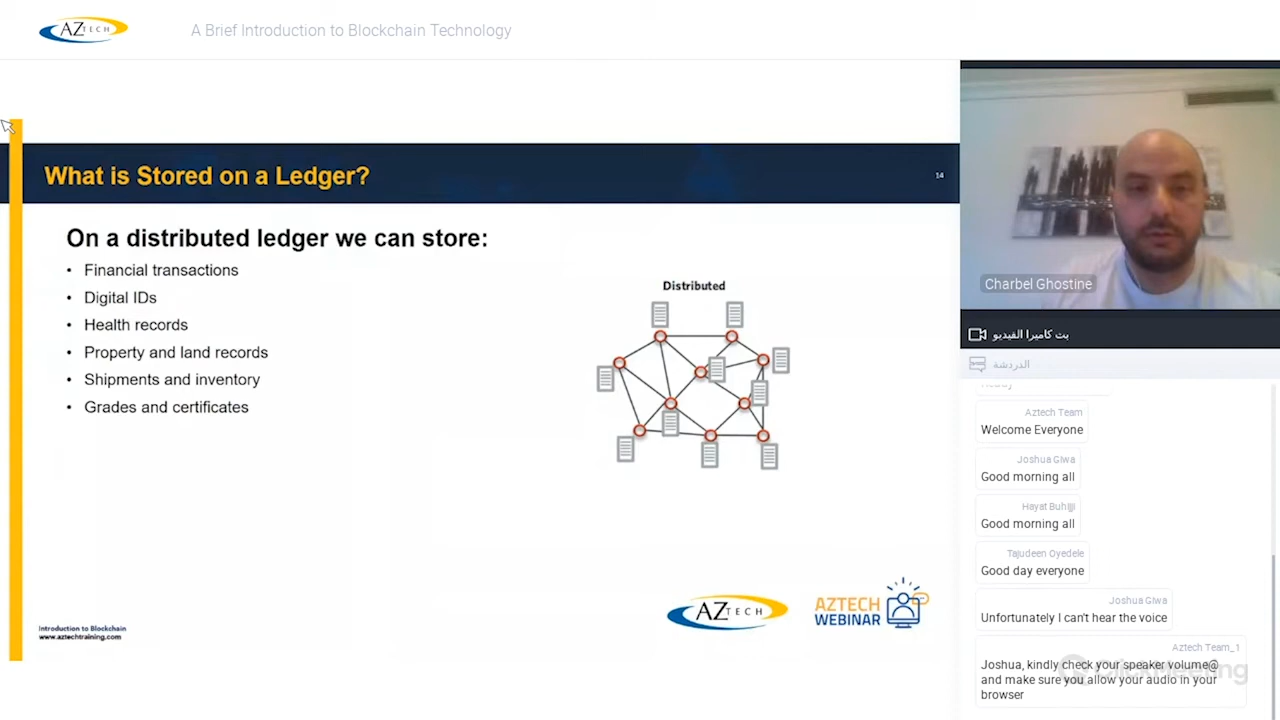 AZTECH
A Brief Introduction to Blockchain Technology
What is Stored on a Ledger?
14
On a distributed ledger we can store:
• Financial transactions
• Digital IDs
• Health records
• Property and land records
• Shipments and inventory
• Grades and certificates
Distributed
Introduction to Blockchain
www.aztechtraining.com
AZTECH
AZTECH
WEBINAR
Charbel Ghostine
بت كاميرا الفيديو
الدردشة
Ready
Aztech Team
Welcome Everyone
Joshua Giwa
Good morning all
Hayat Buhijji
Good morning all
Tajudeen Oyedele
Good day everyone
Joshua Giwa
Unfortunately I can't hear the voice
Aztech Team_1
Joshua, kindly check your speaker volume@
and make sure you allow your audio in your
browser
ClickMeeting